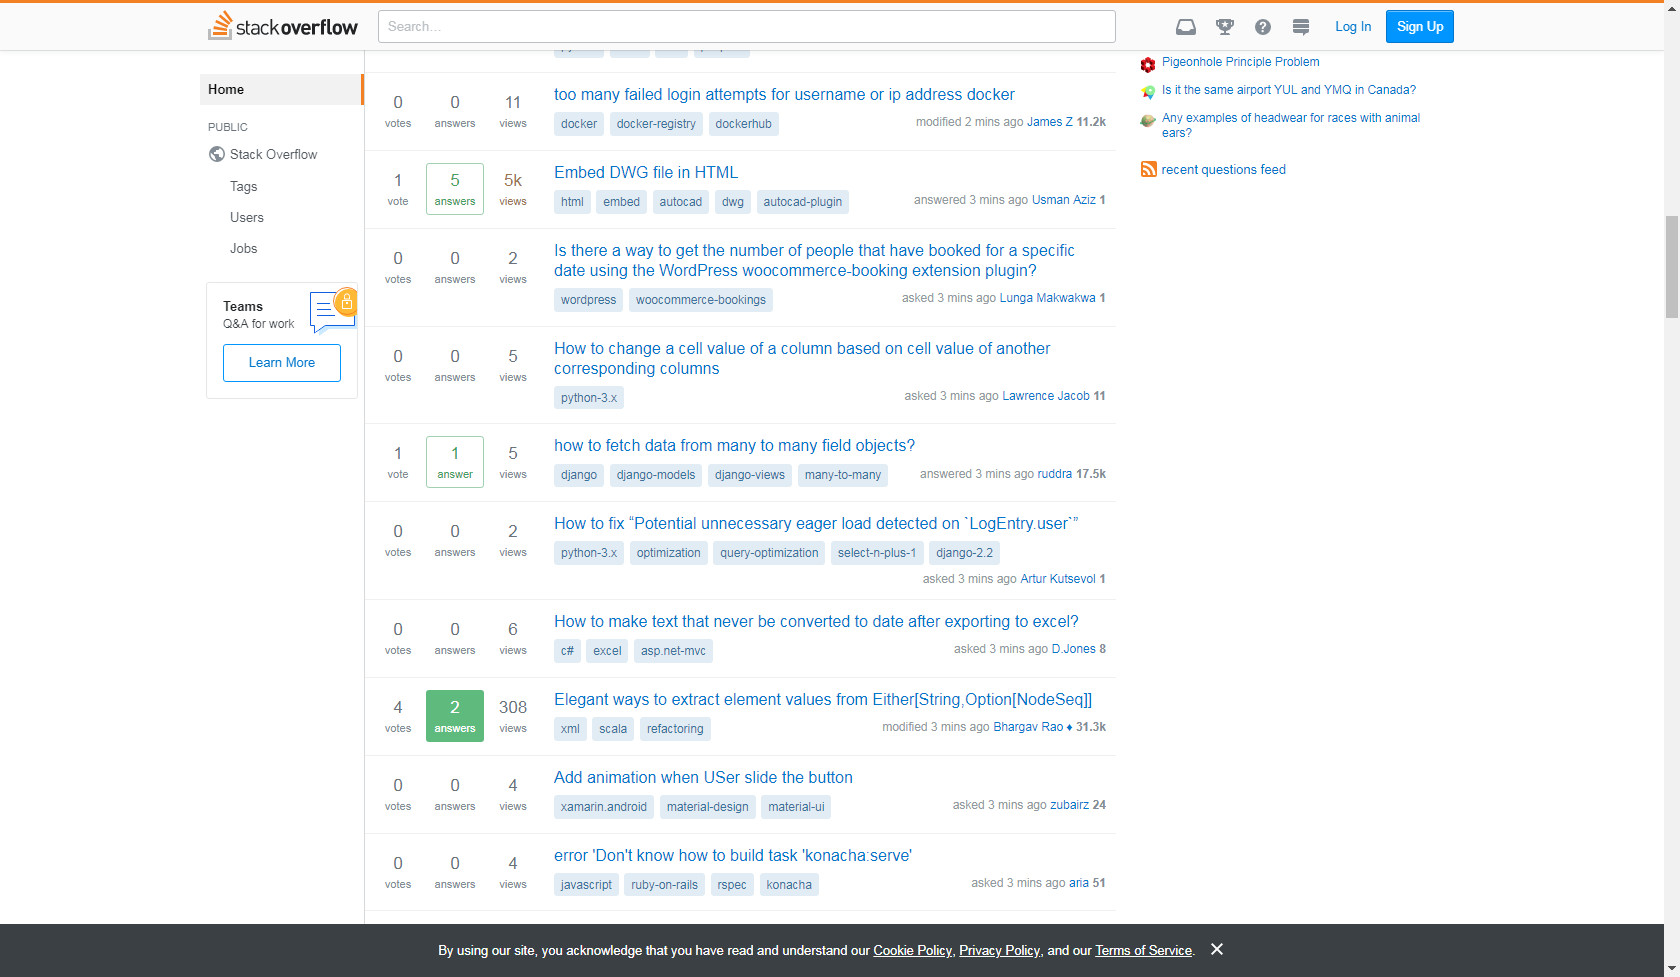 stackoverflow
Search...
Log In
Sign Up
Home
PUBLIC
Stack Overflow
Tags
Users
Jobs
Teams
Q&A for work
Learn More
0 votes 0 answers 11 views
too many failed login attempts for username or ip address docker
docker docker-registry dockerhub
modified 2 mins ago James Z 11.2k
1 vote 5 answers 5k views
Embed DWG file in HTML
html embed autocad dwg autocad-plugin
answered 3 mins ago Usman Aziz 1
0 votes 0 answers 2 views
Is there a way to get the number of people that have booked for a specific
date using the WordPress woocommerce-booking extension plugin?
wordpress woocommerce-bookings
asked 3 mins ago Lunga Makwakwa 1
0 votes 0 answers 5 views
How to change a cell value of a column based on cell value of another
corresponding columns
python-3.x
asked 3 mins ago Lawrence Jacob 11
1 vote 1 answer 5 views
how to fetch data from many to many field objects?
django django-models django-views many-to-many
answered 3 mins ago ruddra 17.5k
0 votes 0 answers 2 views
How to fix “Potential unnecessary eager load detected on `LogEntry.user`”
python-3.x optimization query-optimization select-n-plus-1 django-2.2
asked 3 mins ago Artur Kutsevol 1
0 votes 0 answers 6 views
How to make text that never be converted to date after exporting to excel?
c# excel asp.net-mvc
asked 3 mins ago D.Jones 8
4 votes 2 answers 308 views
Elegant ways to extract element values from Either[String,Option[NodeSeq]]
xml scala refactoring
modified 3 mins ago Bhargav Rao ♦ 31.3k
0 votes 0 answers 4 views
Add animation when USer slide the button
xamarin.android material-design material-ui
asked 3 mins ago zubairz 24
0 votes 0 answers 4 views
error 'Don't know how to build task 'konacha:serve'
javascript ruby-on-rails rspec konacha
asked 3 mins ago aria 51
Pigeonhole Principle Problem
Is it the same airport YUL and YMQ in Canada?
Any examples of headwear for races with animal
ears?
recent questions feed
By using our site, you acknowledge that you have read and understand our Cookie Policy, Privacy Policy, and our Terms of Service.